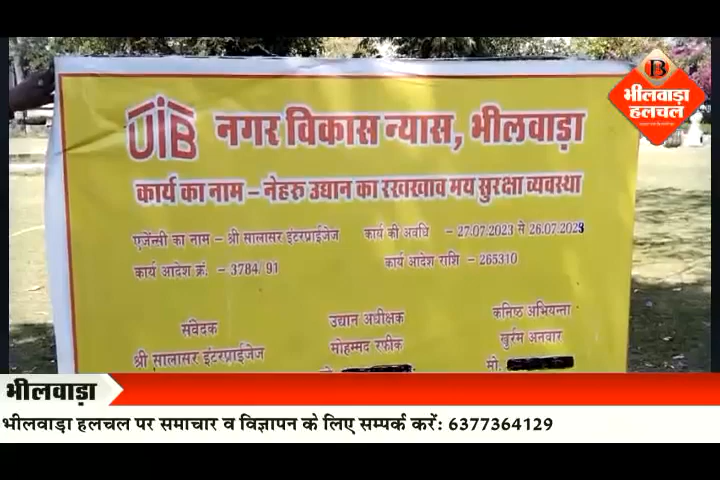 UIB नगर विकास न्यास, भीलवाड़ा
कार्य का नाम – नेहरु उद्यान का रखरखाव मय सुरक्षा व्यवस्था
एजेंन्सी का नाम – श्री सालासर इंटरप्राईजेज कार्य की अवधि – 27.07.2023 से 26.07.2023
कार्य आदेश क्रं. – 3784/91 कार्य आदेश राशि – 265310
संवेदक उद्यान अधीक्षक कनिष्ठ अभियन्ना
श्री सालासर इंटरप्राईजेज मोहम्मद रफीक खुर्रम अनवार
मो. मो.
B
भीलवाड़ा
हलचल
भीलवाड़ा
भीलवाड़ा हलचल पर समाचार व विज्ञापन के लिए सम्पर्क करें: 6377364129